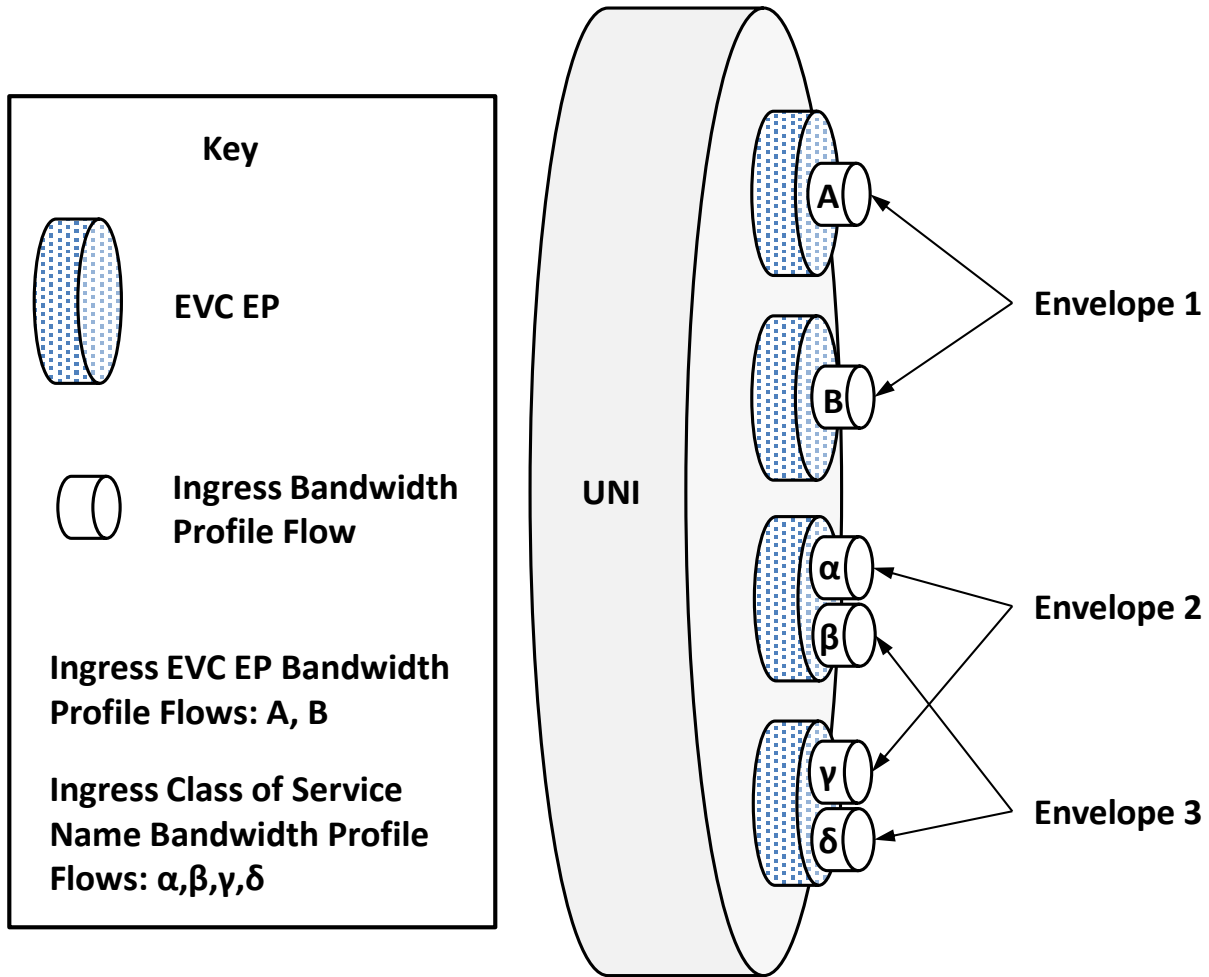 Key
EVC EP
Ingress Bandwidth
Profile Flow
Ingress EVC EP Bandwidth
Profile Flows: A, B
Ingress Class of Service
Name Bandwidth Profile
Flows: α,β,γ,δ
UNI
A
B
α
β
γ
δ
Envelope 1
Envelope 2
Envelope 3